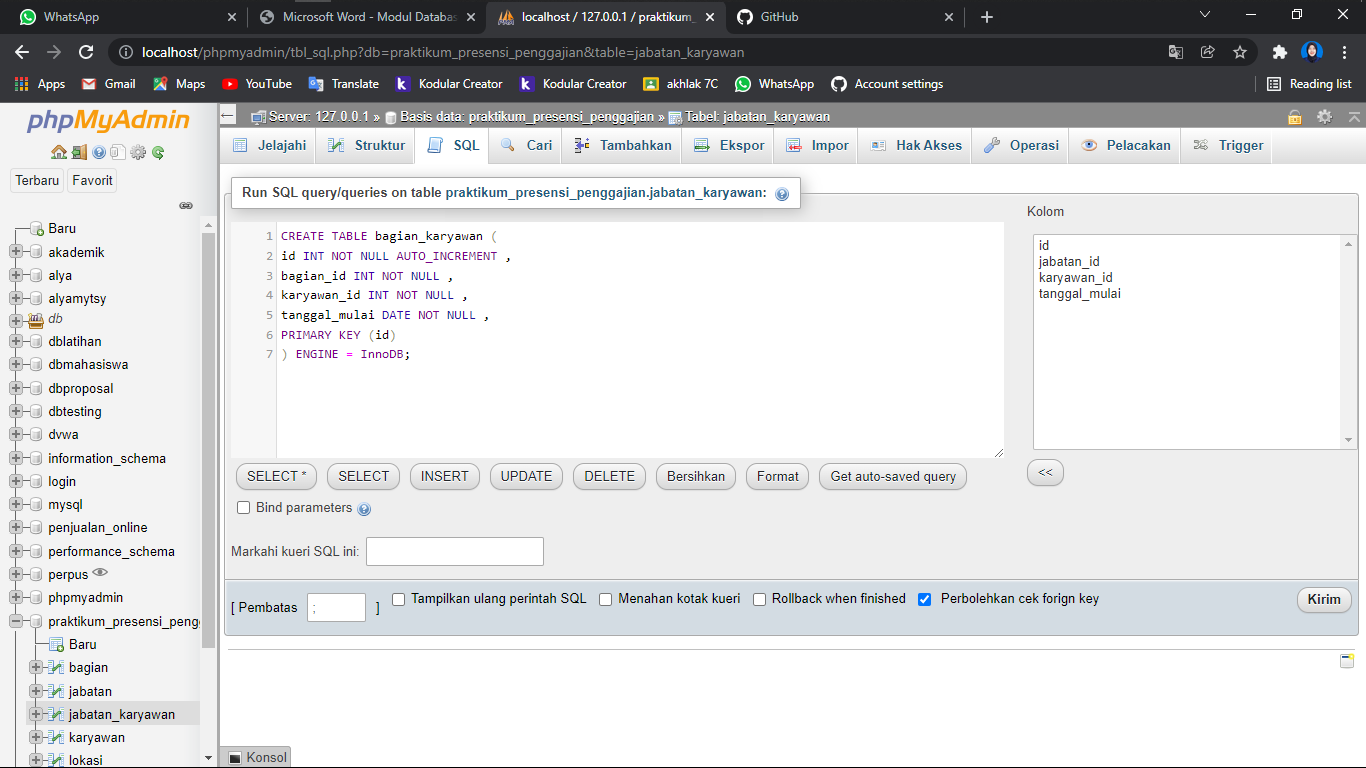 WhatsApp
Microsoft Word - Modul Databas
localhost / 127.0.0.1 / praktikum_
GitHub
localhost/phpmyadmin/tbl_sql.php?db=praktikum_presensi_penggajian&table=jabatan_karyawan
Apps Gmail Maps YouTube Translate Kodular Creator Kodular Creator akhlak 7C WhatsApp Account settings Reading list
phpMyAdmin
Terbaru Favorit
Baru
akademik
alya
alyamytsy
db
dblatihan
dbmahasiswa
dbproposal
dbtesting
dvwa
information_schema
login
mysql
penjualan_online
performance_schema
perpus
phpmyadmin
praktikum_presensi_peng
Baru
bagian
jabatan
jabatan_karyawan
karyawan
lokasi
Server: 127.0.0.1 » Basis data: praktikum_presensi_penggajian » Tabel: jabatan_karyawan
Jelajahi Struktur SQL Cari Tambahkan Ekspor Impor Hak Akses Operasi Pelacakan Trigger
Run SQL query/queries on table praktikum_presensi_penggajian.jabatan_karyawan:
1 CREATE TABLE bagian_karyawan (
2 id INT NOT NULL AUTO_INCREMENT ,
3 bagian_id INT NOT NULL ,
4 karyawan_id INT NOT NULL ,
5 tanggal_mulai DATE NOT NULL ,
6 PRIMARY KEY (id)
7 ) ENGINE = InnoDB;
Kolom
id
jabatan_id
karyawan_id
tanggal_mulai
SELECT * SELECT INSERT UPDATE DELETE Bersihkan Format Get auto-saved query <<
Bind parameters
Markahi kueri SQL ini:
[ Pembatas ; ] Tampilkan ulang perintah SQL Menahan kotak kueri Rollback when finished Perbolehkan cek forign key Kirim
Konsol